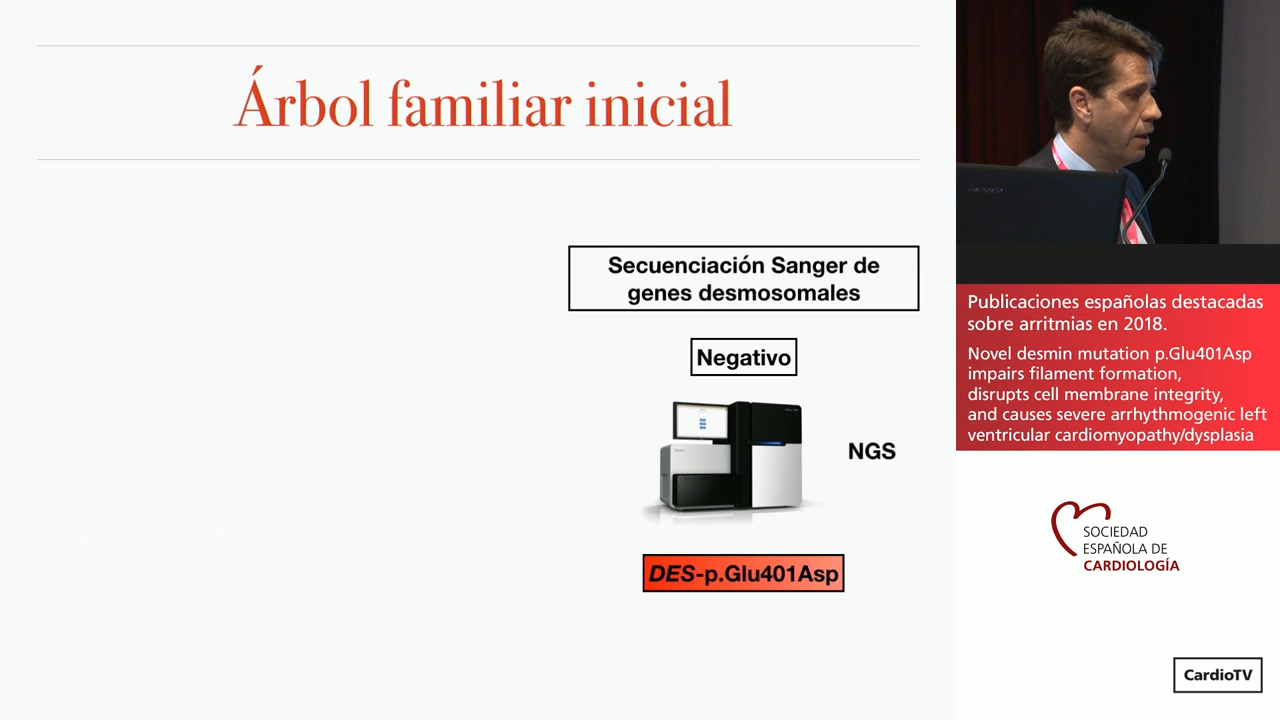 Árbol familiar inicial
Secuenciación Sanger de
genes desmosomales
Negativo
NGS
DES-p.Glu401Asp
Publicaciones españolas destacadas
sobre arritmias en 2018.
Novel desmin mutation p.Glu401Asp
impairs filament formation,
disrupts cell membrane integrity,
and causes severe arrhythmogenic left
ventricular cardiomyopathy/dysplasia
SOCIEDAD
ESPAÑOLA DE
CARDIOLOGÍA
CardioTV